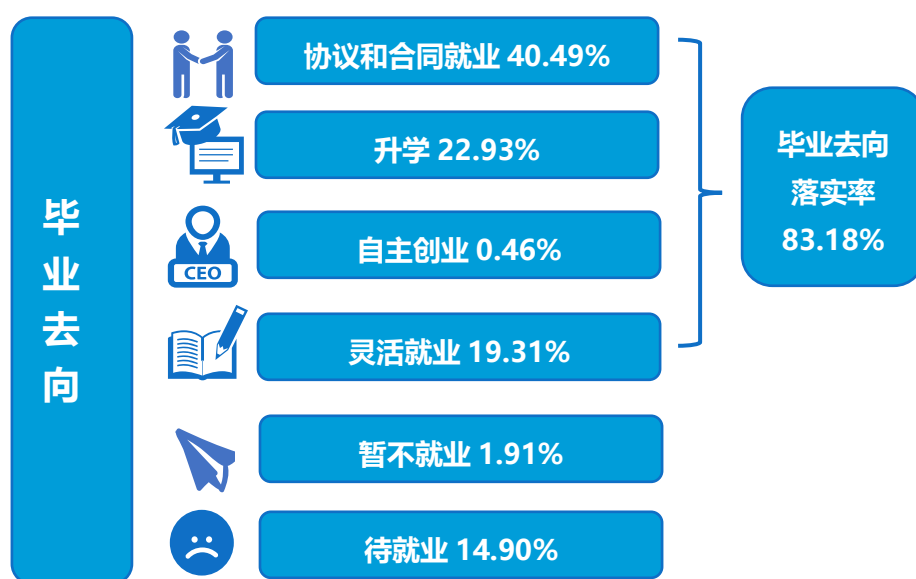 毕业去向
协议和合同就业 40.49%
升学 22.93%
CEO
自主创业 0.46%
灵活就业 19.31%
暂不就业 1.91%
待就业 14.90%
毕业去向
落实率
83.18%